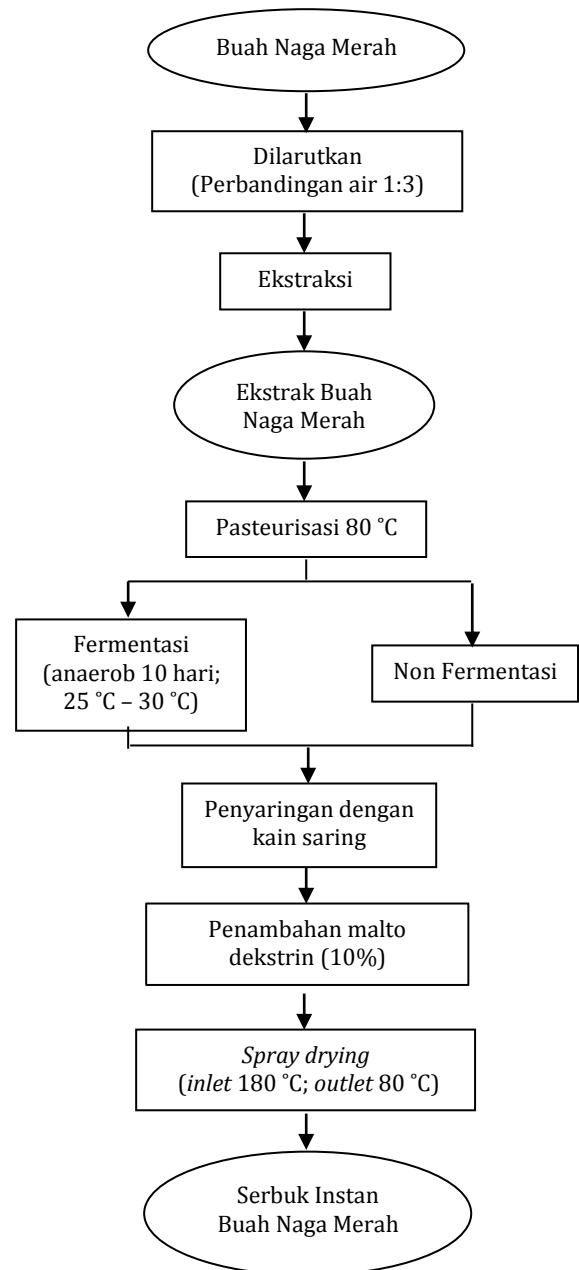 Buah Naga Merah
Dilarutkan
(Perbandingan air 1:3)
Ekstraksi
Ekstrak Buah
Naga Merah
Pasteurisasi 80 ˚C
Fermentasi
(anaerob 10 hari;
25 ˚C – 30 ˚C)
Non Fermentasi
Penyaringan dengan
kain saring
Penambahan malto
dekstrin (10%)
Spray drying
(inlet 180 ˚C; outlet 80 ˚C)
Serbuk Instan
Buah Naga Merah